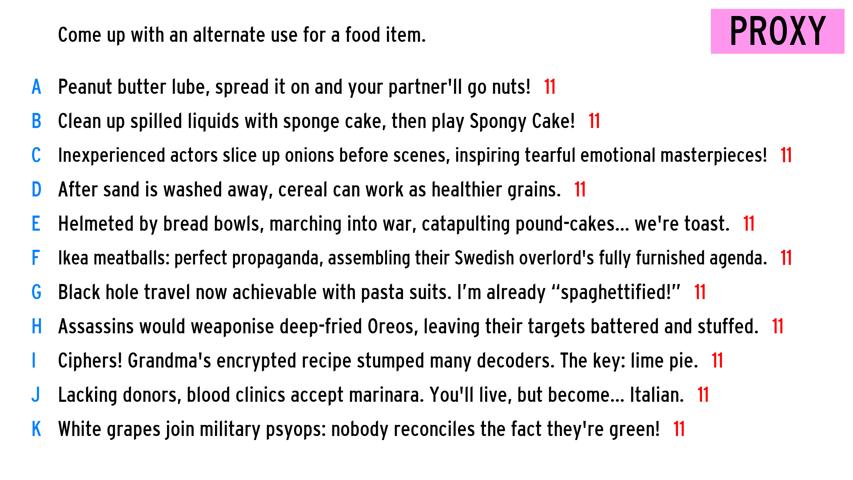 Come up with an alternate use for a food item.
PROXY
A Peanut butter lube, spread it on and your partner'll go nuts! 11
B Clean up spilled liquids with sponge cake, then play Spongy Cake! 11
C Inexperienced actors slice up onions before scenes, inspiring tearful emotional masterpieces! 11
D After sand is washed away, cereal can work as healthier grains. 11
E Helmeted by bread bowls, marching into war, catapulting pound-cakes... we're toast. 11
F Ikea meatballs: perfect propaganda, assembling their Swedish overlord's fully furnished agenda. 11
G Black hole travel now achievable with pasta suits. I’m already “spaghettified!” 11
H Assassins would weaponise deep-fried Oreos, leaving their targets battered and stuffed. 11
I Ciphers! Grandma's encrypted recipe stumped many decoders. The key: lime pie. 11
J Lacking donors, blood clinics accept marinara. You'll live, but become... Italian. 11
K White grapes join military psyops: nobody reconciles the fact they're green! 11